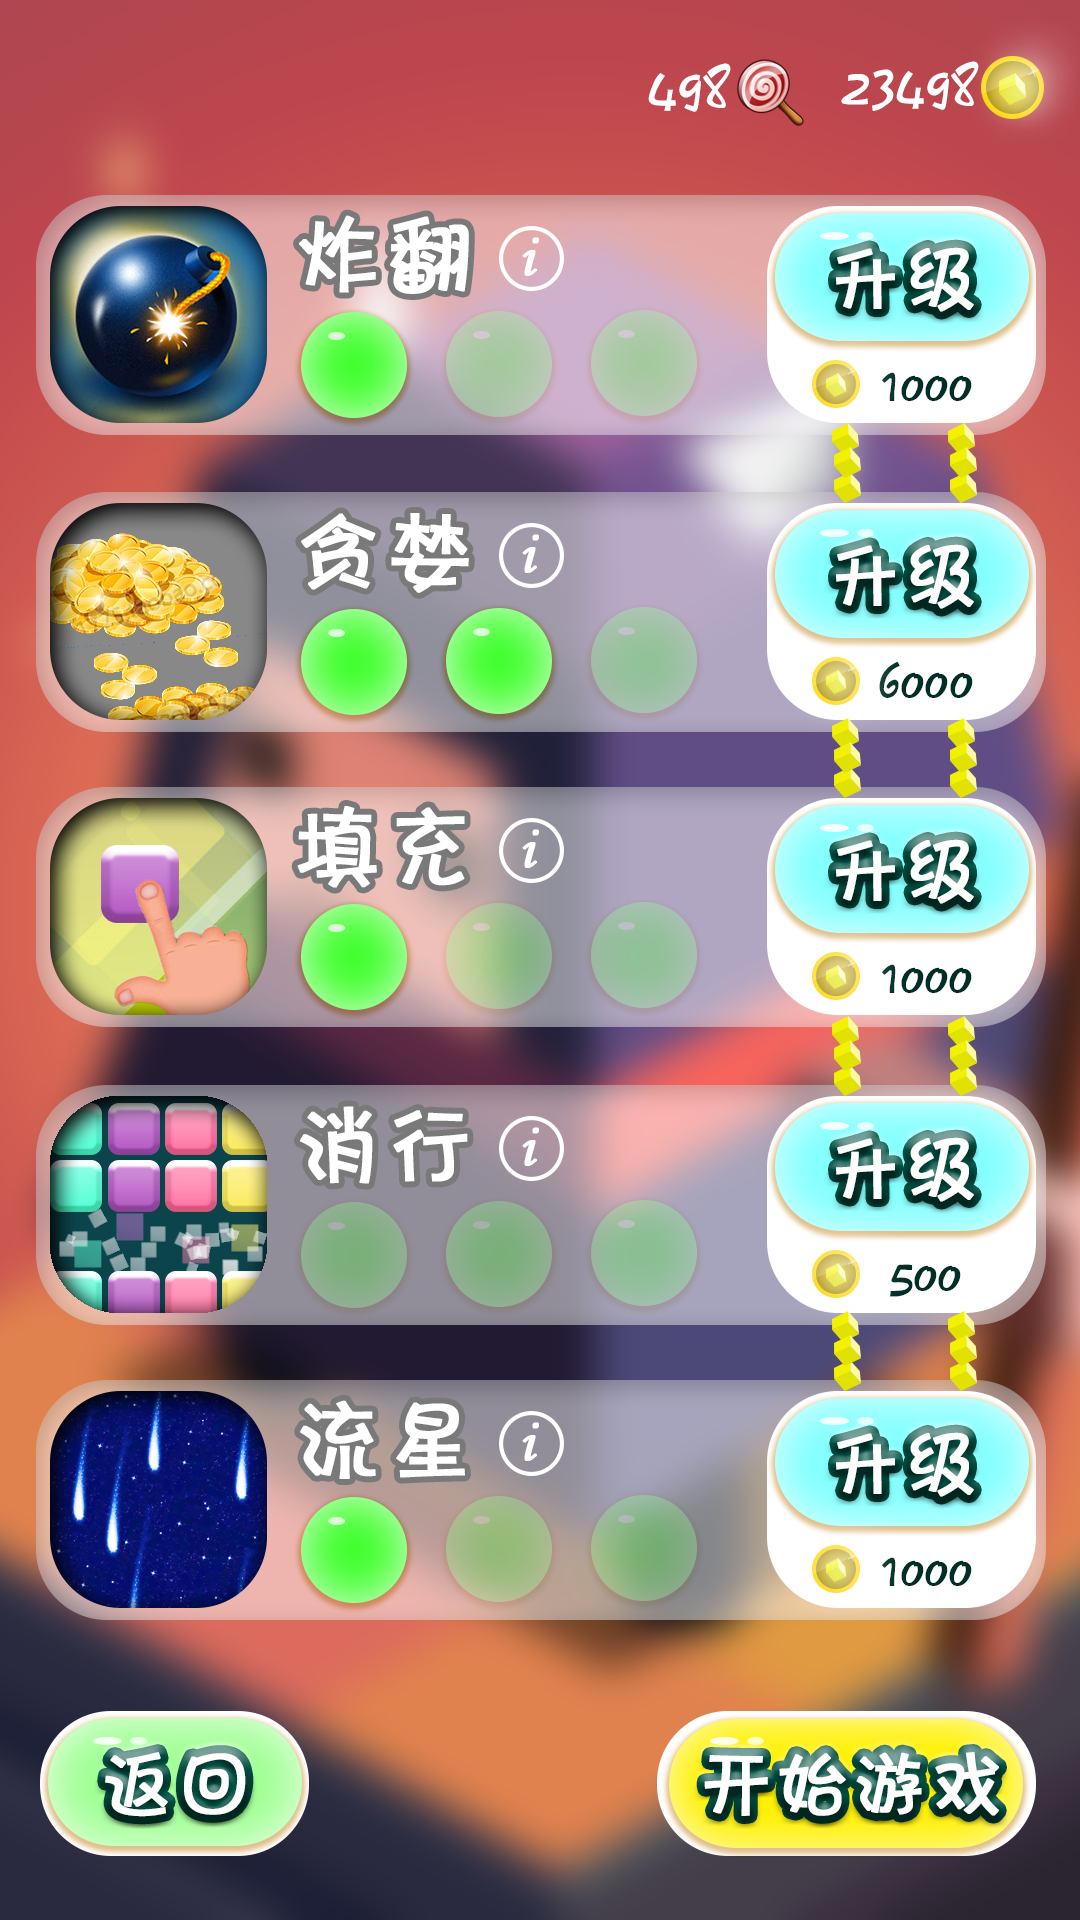 498 23498
炸翻 i 升级
1000
贪婪 i 升级
6000
填充 i 升级
1000
消行 i 升级
500
流星 i 升级
1000
返回 开始游戏